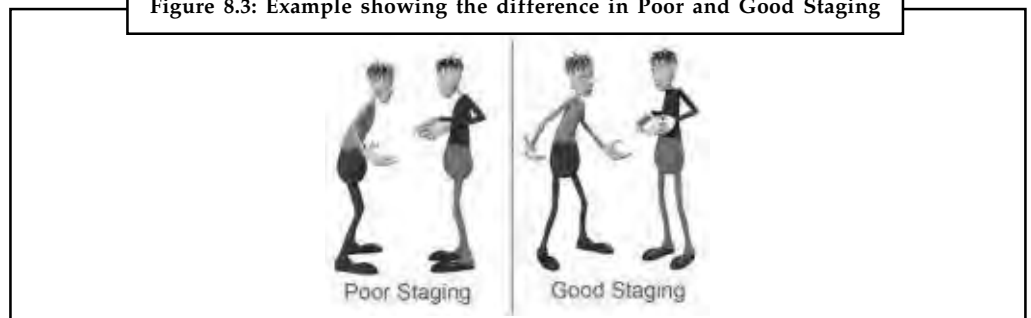 Figure 8.3: Example showing the difference in Poor and Good Staging
Poor Staging
Good Staging